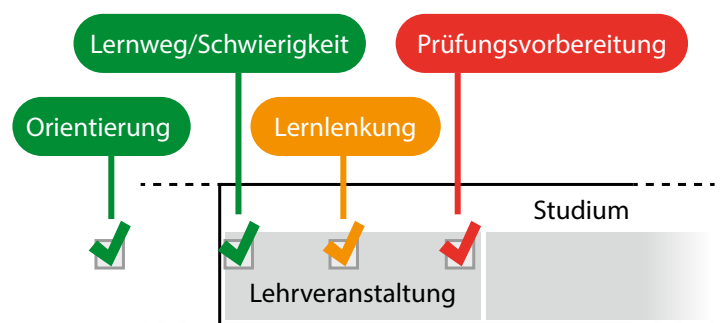 Lernweg/Schwierigkeit
Prüfungsvorbereitung
Orientierung
Lernlenkung
Studium
Lehrveranstaltung